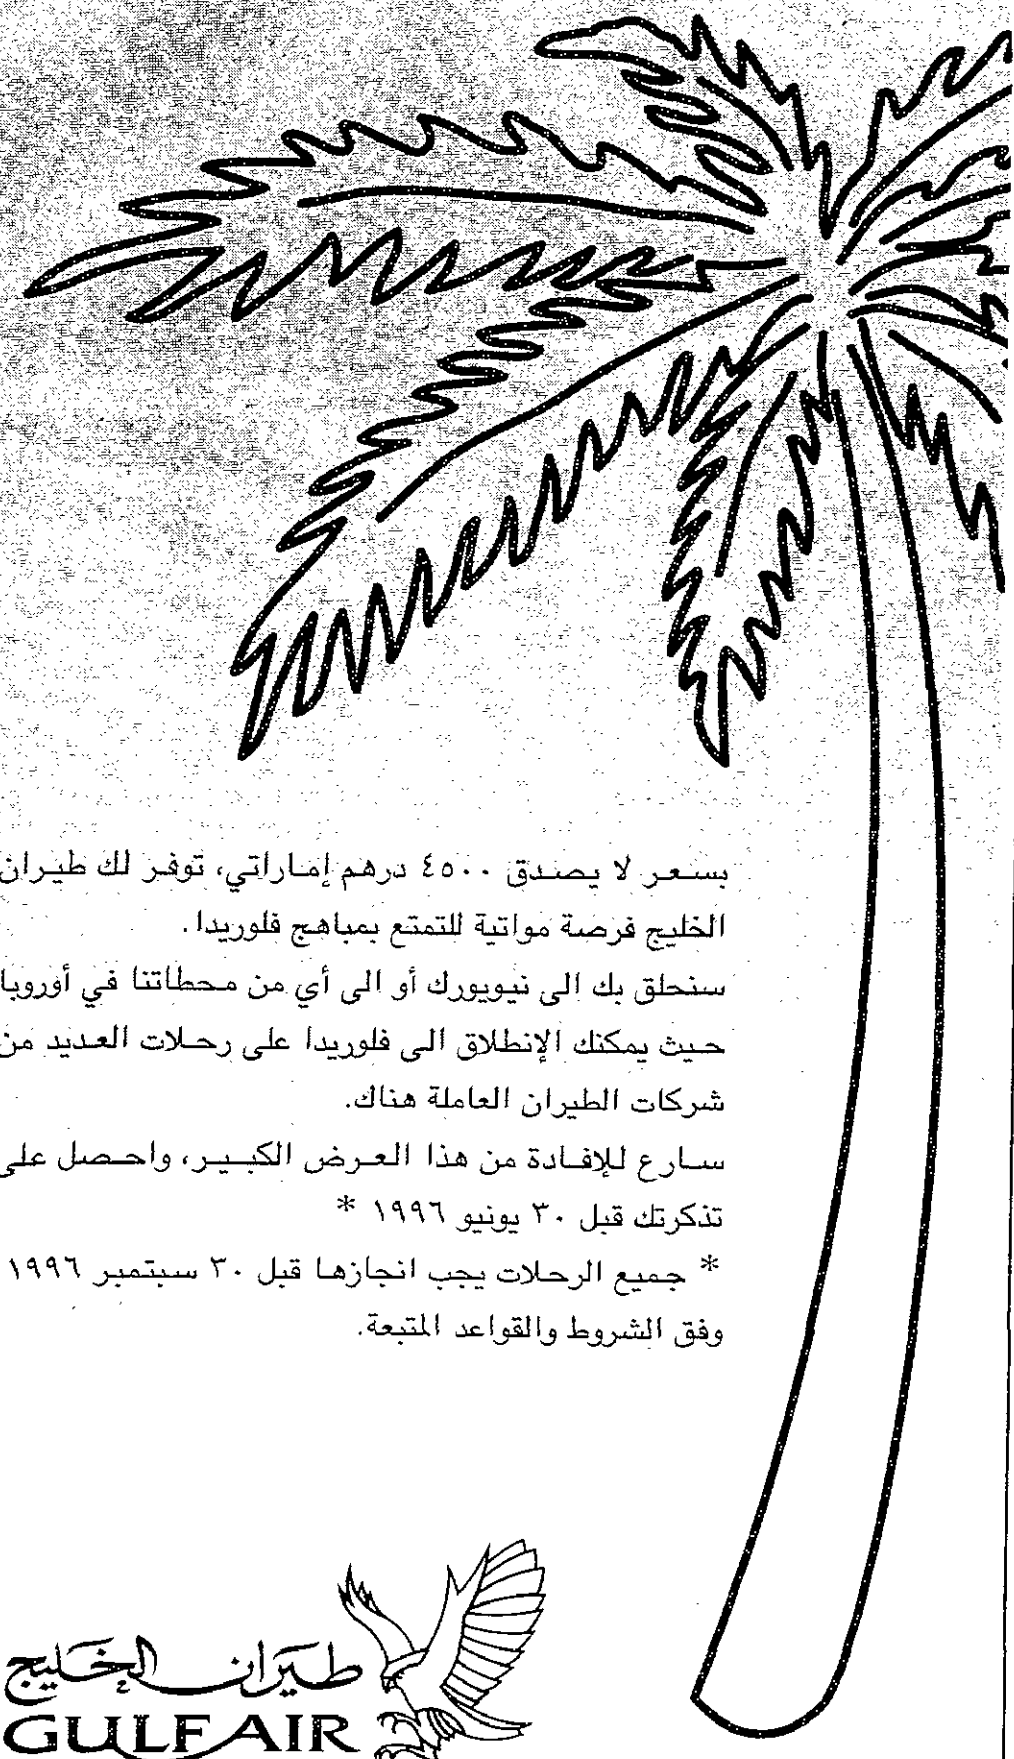 بسعر لا يصدق ٤٥٠٠ درهم إماراتي، توفر لك طيران
الخليج فرصة مواتية للتمتع بمباهج فلوريدا.
سنحلق بك الى نيويورك أو الى أي من محطاتنا في أوروبا
حيث يمكنك الإنطلاق الى فلوريدا على رحلات العديد من
شركات الطيران العاملة هناك.
سارع للإفادة من هذا العرض الكبير، واحصل على
تذكرتك قبل ٣٠ يونيو ١٩٩٦ *
* جميع الرحلات يجب انجازها قبل ٣٠ سبتمبر ١٩٩٦
وفق الشروط والقواعد المتبعة.
طيران الخليج
GULF AIR